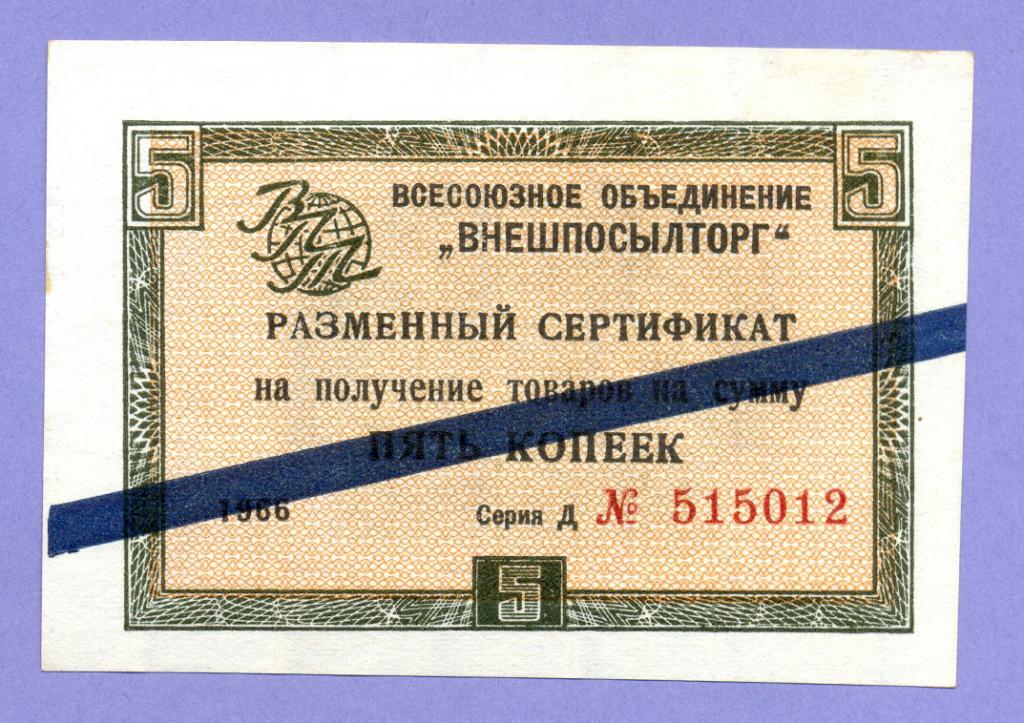 5 5
ВПТ
ВСЕСОЮЗНОЕ ОБЪЕДИНЕНИЕ
„ВНЕШПОСЫЛТОРГ“
РАЗМЕННЫЙ СЕРТИФИКАТ
на получение товаров на сумму
ПЯТЬ КОПЕЕК
1966
Серия Д № 515012
5